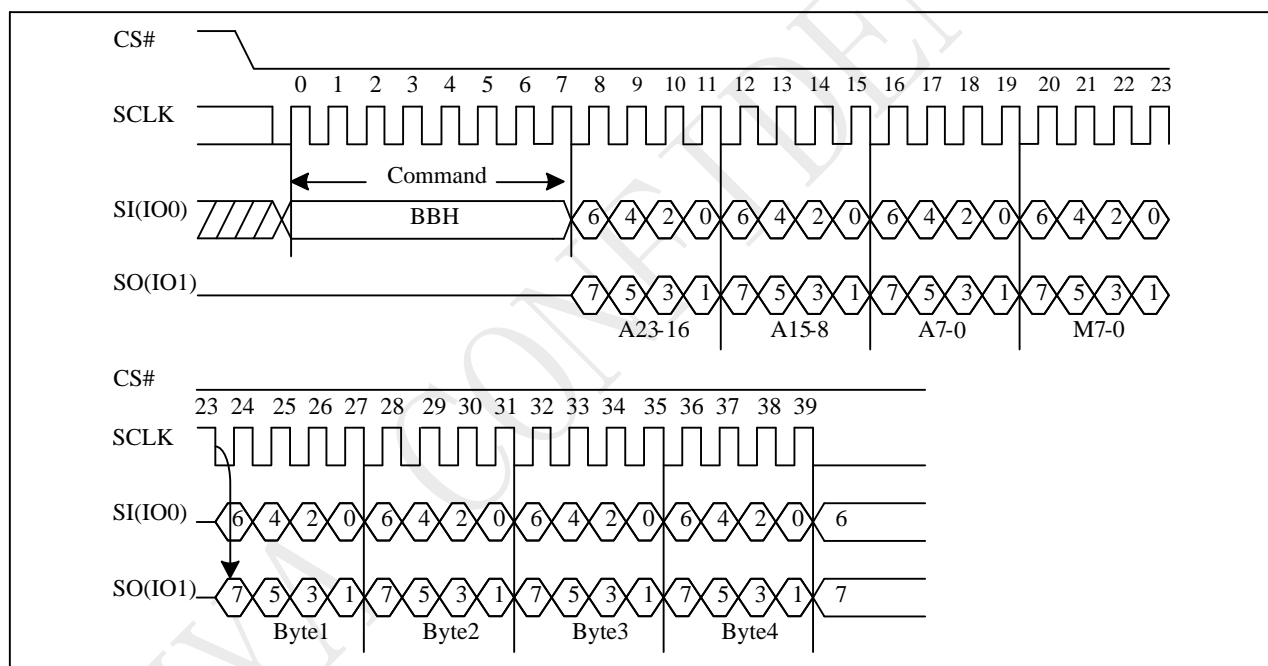 CS#
0 1 2 3 4 5 6 7 8 9 10 11 12 13 14 15 16 17 18 19 20 21 22 23
SCLK
Command
SI(IO0) BBH 6 4 2 0 6 4 2 0 6 4 2 0 6 4 2 0
SO(IO1) 7 5 3 1 7 5 3 1 7 5 3 1 7 5 3 1
A23-16 A15-8 A7-0 M7-0
CS#
23 24 25 26 27 28 29 30 31 32 33 34 35 36 37 38 39
SCLK
SI(IO0) 6 4 2 0 6 4 2 0 6 4 2 0 6 4 2 0 6
SO(IO1) 7 5 3 1 7 5 3 1 7 5 3 1 7 5 3 1 7
Byte1 Byte2 Byte3 Byte4